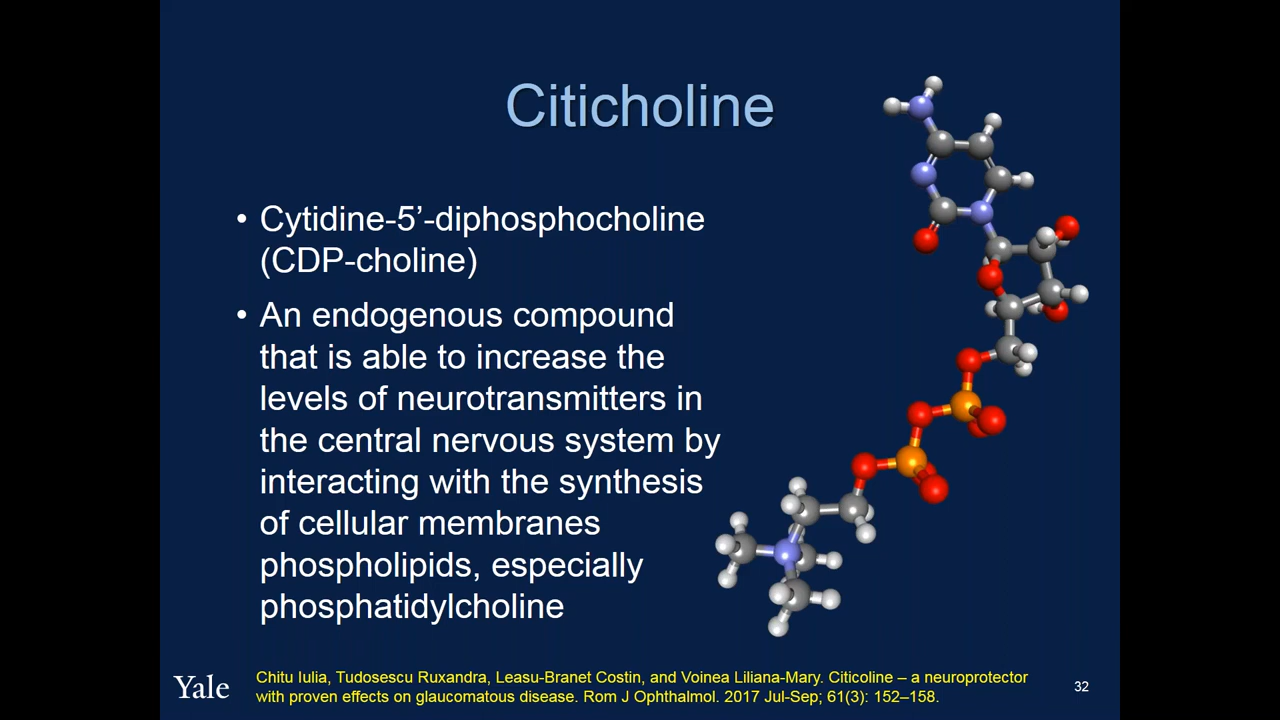 Citicholine
• Cytidine-5’-diphosphocholine
(CDP-choline)
• An endogenous compound
that is able to increase the
levels of neurotransmitters in
the central nervous system by
interacting with the synthesis
of cellular membranes
phospholipids, especially
phosphatidylcholine
Yale
Chitu Iulia, Tudosescu Ruxandra, Leasu-Branet Costin, and Voinea Liliana-Mary. Citicoline – a neuroprotector
with proven effects on glaucomatous disease. Rom J Ophthalmol. 2017 Jul-Sep; 61(3): 152–158.
32